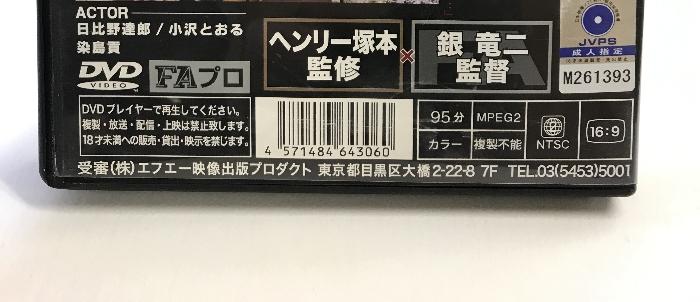 ACTOR
日比野達郎 / 小沢とおる
染島貢
ヘンリー塚本
監修
×
銀 竜二
監督
JVPS
成人指定
M261393
DVD
VIDEO
FAプロ
DVDプレイヤーで再生してください。
複製・放送・配信・上映は禁止致します。
18才未満への販売・貸出・映示を禁じます。
4 571484 643060
95分
MPEG2
カラー
複製不能
NTSC
16:9
受審(株)エフエー映像出版プロダクト 東京都目黒区大橋2-22-8 7F TEL.03(5453)5001